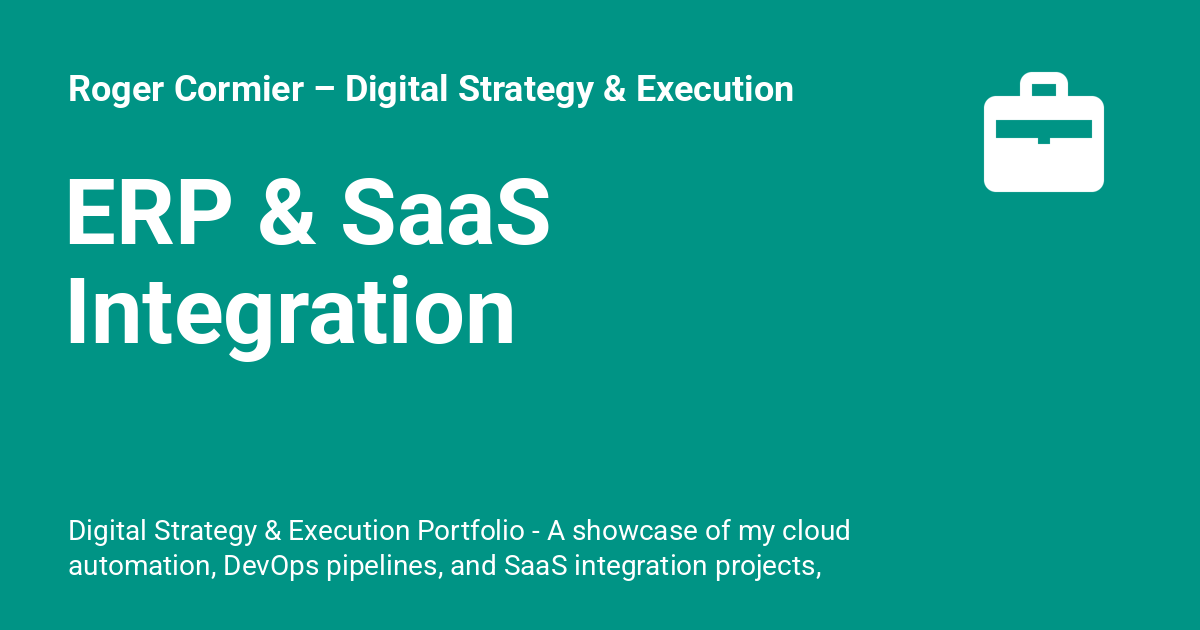 Roger Cormier – Digital Strategy & Execution
ERP & SaaS
Integration
Digital Strategy & Execution Portfolio - A showcase of my cloud
automation, DevOps pipelines, and SaaS integration projects,